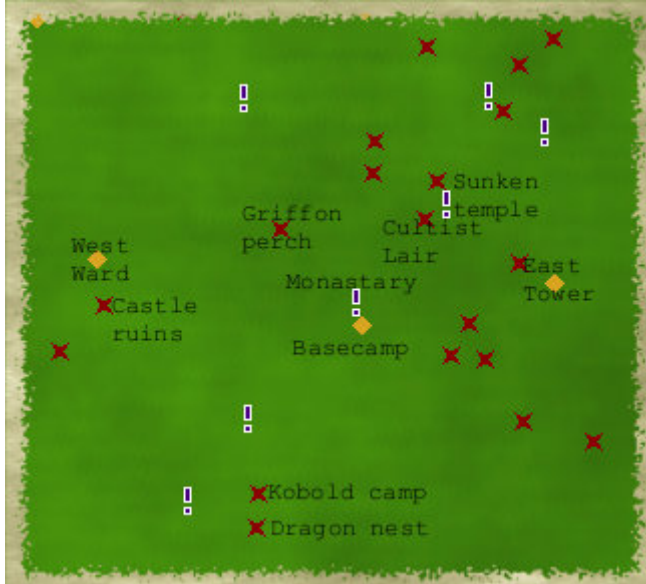 Sunken
temple
Griffon
perch
Cultist
Lair
West
Ward
East
Tower
Monastary
Castle
ruins
Basecamp
Kobold camp
Dragon nest